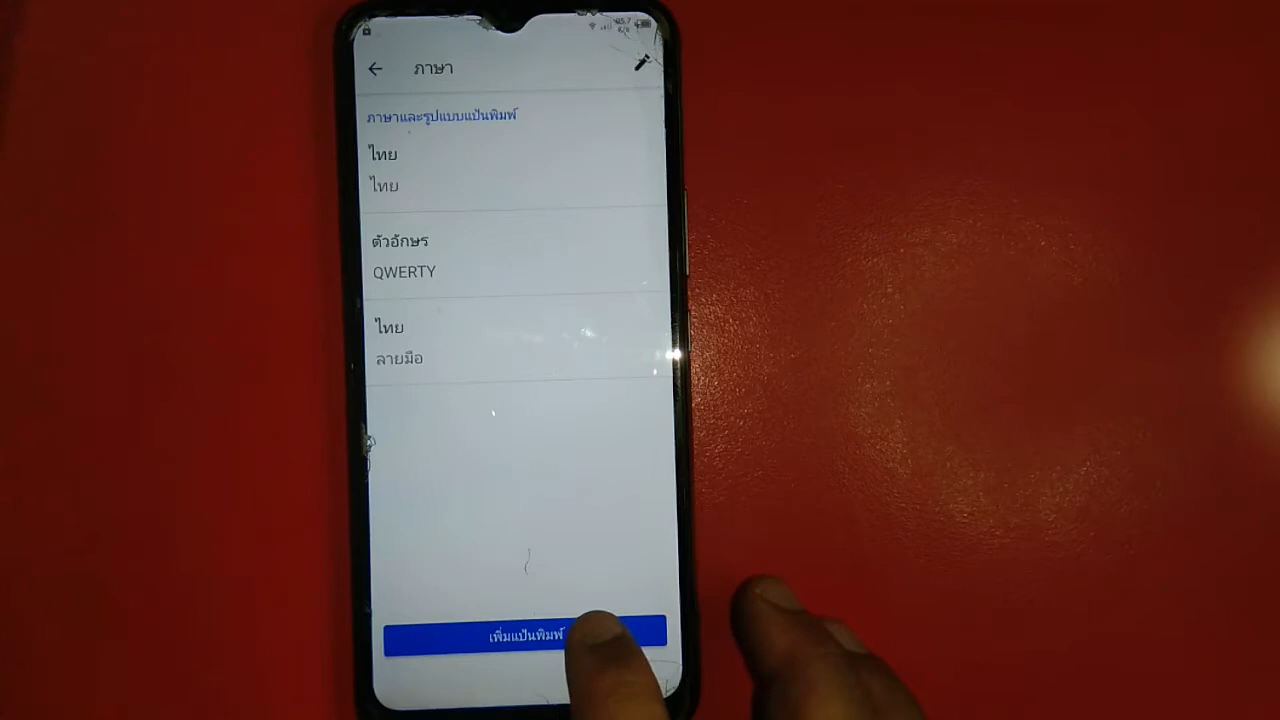 ภาษา
ภาษาและรูปแบบแป้นพิมพ์
ไทย
ไทย
ตัวอักษร
QWERTY
ไทย
ลายมือ
เพิ่มแป้นพิมพ์